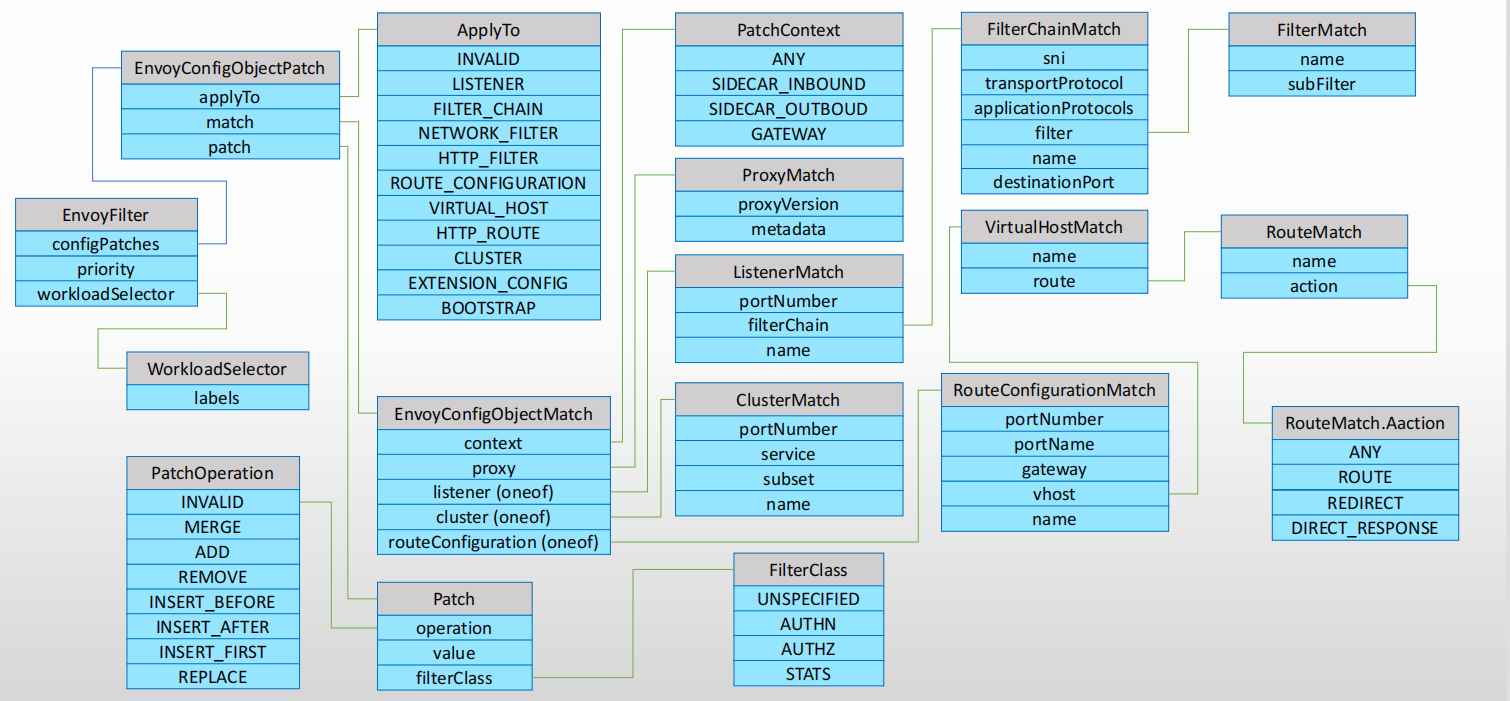 EnvoyConfigObjectPatch
applyTo
match
patch
EnvoyFilter
configPatches
priority
workloadSelector
WorkloadSelector
labels
PatchOperation
INVALID
MERGE
ADD
REMOVE
INSERT_BEFORE
INSERT_AFTER
INSERT_FIRST
REPLACE
ApplyTo
INVALID
LISTENER
FILTER_CHAIN
NETWORK_FILTER
HTTP_FILTER
ROUTE_CONFIGURATION
VIRTUAL_HOST
HTTP_ROUTE
CLUSTER
EXTENSION_CONFIG
BOOTSTRAP
EnvoyConfigObjectMatch
context
proxy
listener (oneof)
cluster (oneof)
routeConfiguration (oneof)
Patch
operation
value
filterClass
PatchContext
ANY
SIDECAR_INBOUND
SIDECAR_OUTBOUD
GATEWAY
ProxyMatch
proxyVersion
metadata
ListenerMatch
portNumber
filterChain
name
ClusterMatch
portNumber
service
subset
name
FilterClass
UNSPECIFIED
AUTHN
AUTHZ
STATS
FilterChainMatch
sni
transportProtocol
applicationProtocols
filter
name
destinationPort
VirtualHostMatch
name
route
RouteConfigurationMatch
portNumber
portName
gateway
vhost
name
FilterMatch
name
subFilter
RouteMatch
name
action
RouteMatch.Aaction
ANY
ROUTE
REDIRECT
DIRECT_RESPONSE